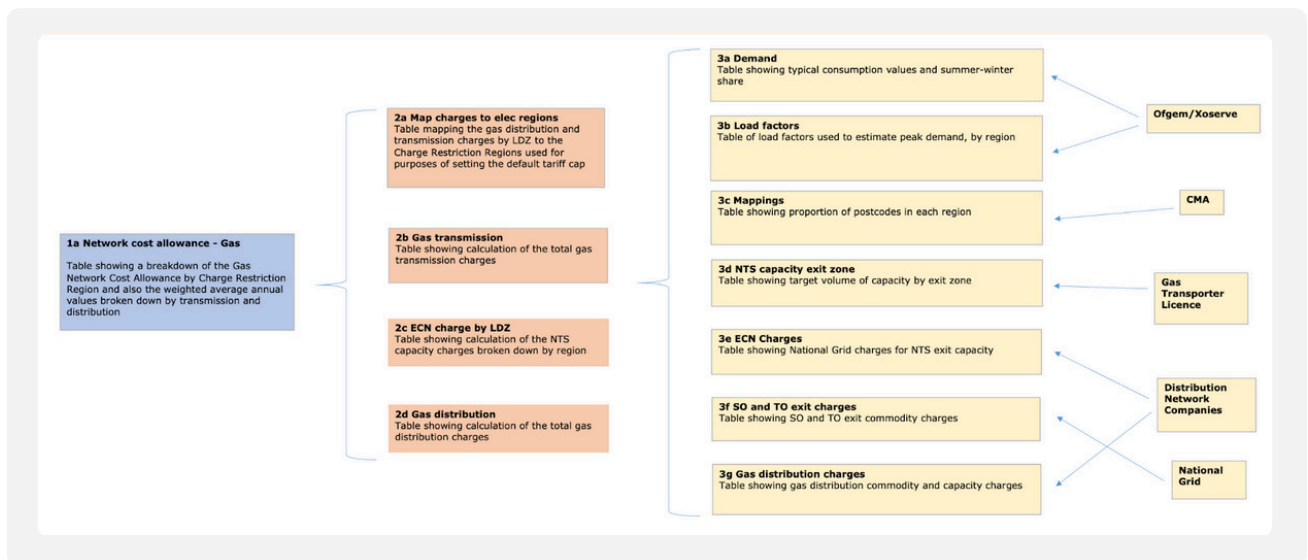 1a Network cost allowance - Gas
Table showing a breakdown of the Gas
Network Cost Allowance by Charge Restriction
Region and also the weighted average annual
values broken down by transmission and
distribution
2a Map charges to elec regions
Table mapping the gas distribution and
transmission charges by LDZ to the
Charge Restriction Regions used for
purposes of setting the default tariff cap
2b Gas transmission
Table showing calculation of the total gas
transmission charges
2c ECN charge by LDZ
Table showing calculation of the NTS
capacity charges broken down by region
2d Gas distribution
Table showing calculation of the total gas
distribution charges
3a Demand
Table showing typical consumption values and summer-winter
share
3b Load factors
Table of load factors used to estimate peak demand, by region
3c Mappings
Table showing proportion of postcodes in each region
3d NTS capacity exit zone
Table showing target volume of capacity by exit zone
3e ECN Charges
Table showing National Grid charges for NTS exit capacity
3f SO and TO exit charges
Table showing SO and TO exit commodity charges
3g Gas distribution charges
Table showing gas distribution commodity and capacity charges
Ofgem/Xoserve
CMA
Gas
Transporter
Licence
Distribution
Network
Companies
National
Grid